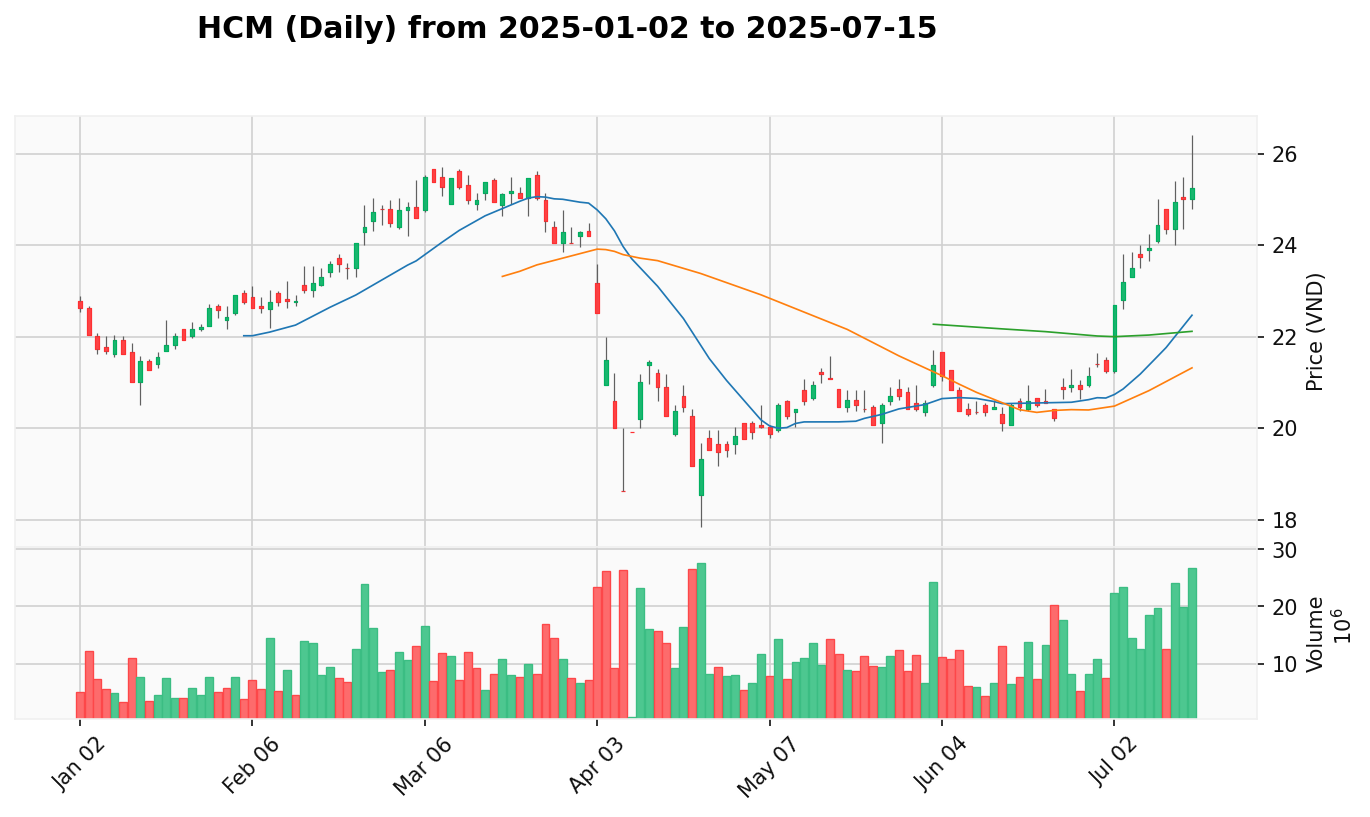 HCM (Daily) from 2025-01-02 to 2025-07-15
26
24
22
20
18
Price (VND)
30
20
10
Volume
10^6
Jan 02
Feb 06
Mar 06
Apr 03
May 07
Jun 04
Jul 02